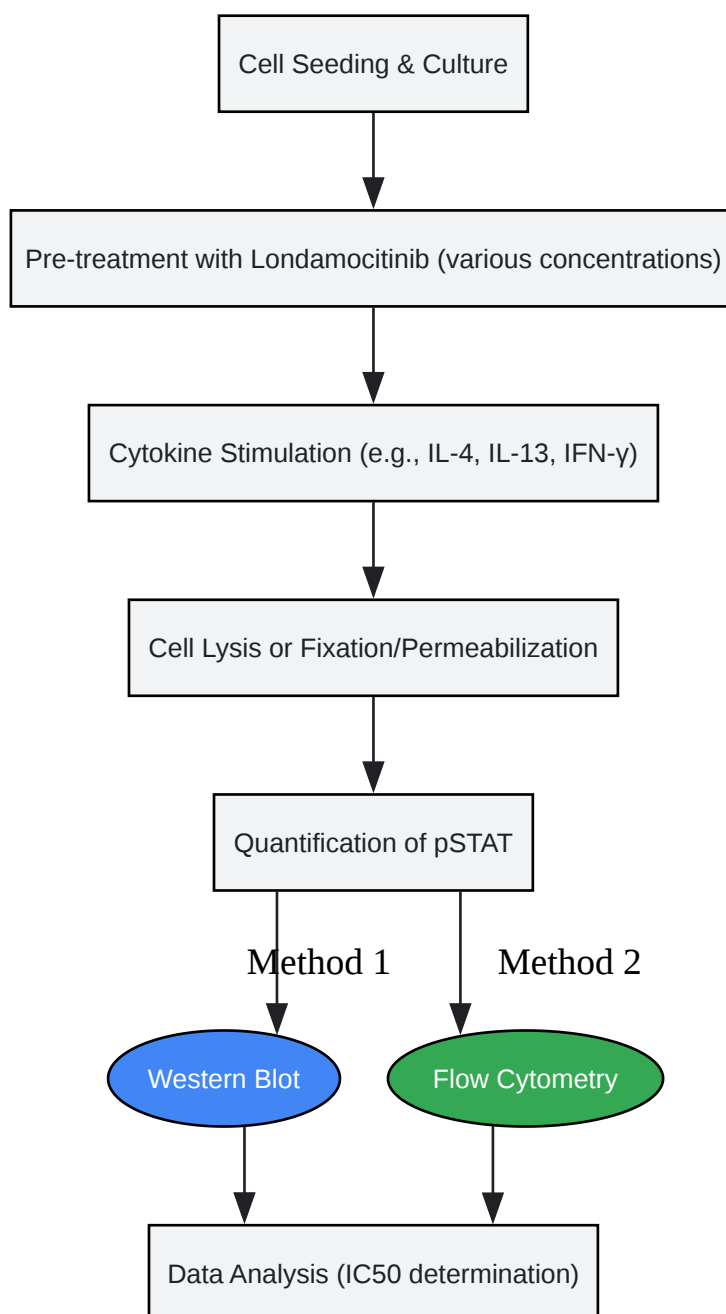 Cell Seeding & Culture
Pre-treatment with Londamocitinib (various concentrations)
Cytokine Stimulation (e.g., IL-4, IL-13, IFN-γ)
Cell Lysis or Fixation/Permeabilization
Quantification of pSTAT
Method 1
Method 2
Western Blot
Flow Cytometry
Data Analysis (IC50 determination)